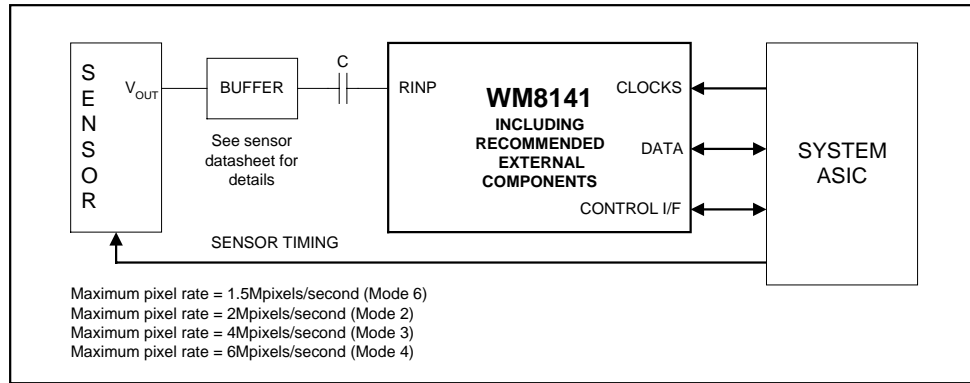 SENSOR
V_OUT
BUFFER
See sensor
datasheet for
details
C
RINP
WM8141
INCLUDING
RECOMMENDED
EXTERNAL
COMPONENTS
CLOCKS
DATA
CONTROL I/F
SYSTEM
ASIC
SENSOR TIMING
Maximum pixel rate = 1.5Mpixels/second (Mode 6)
Maximum pixel rate = 2Mpixels/second (Mode 2)
Maximum pixel rate = 4Mpixels/second (Mode 3)
Maximum pixel rate = 6Mpixels/second (Mode 4)